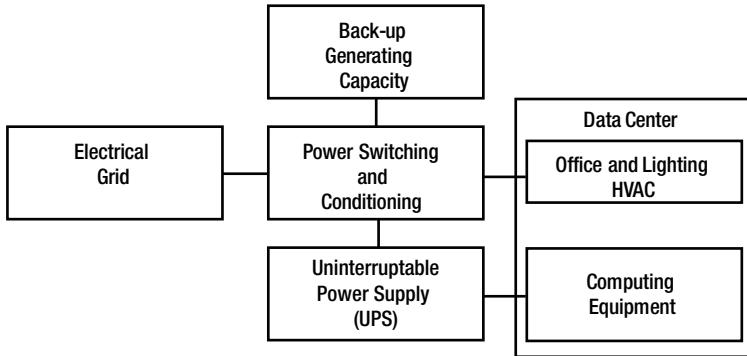 Back-up
Generating
Capacity
Data Center
Electrical
Grid
Power Switching
and
Conditioning
Office and Lighting
HVAC
Uninterruptable
Power Supply
(UPS)
Computing
Equipment